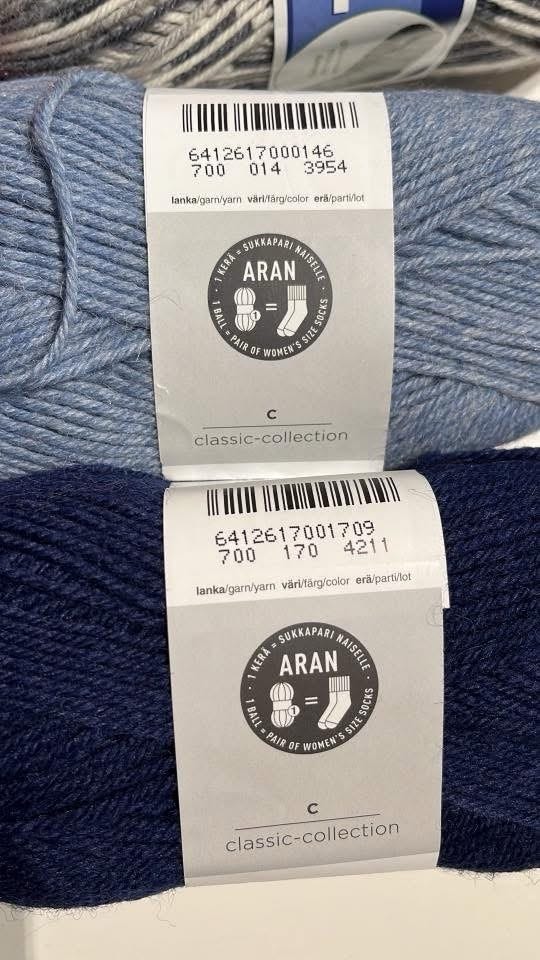 6412617000146
700 014 3954
lanka/garn/yarn väri/färg/color erä/parti/lot
· 1 KERÄ = SUKKAPARI NAISELLE ·
ARAN
1 =
1 BALL = PAIR OF WOMEN'S SIZE SOCKS
C
classic-collection
6412617001709
700 170 4211
lanka/garn/yarn väri/färg/color erä/parti/lot
· 1 KERÄ = SUKKAPARI NAISELLE ·
ARAN
1 =
1 BALL = PAIR OF WOMEN'S SIZE SOCKS
C
classic-collection